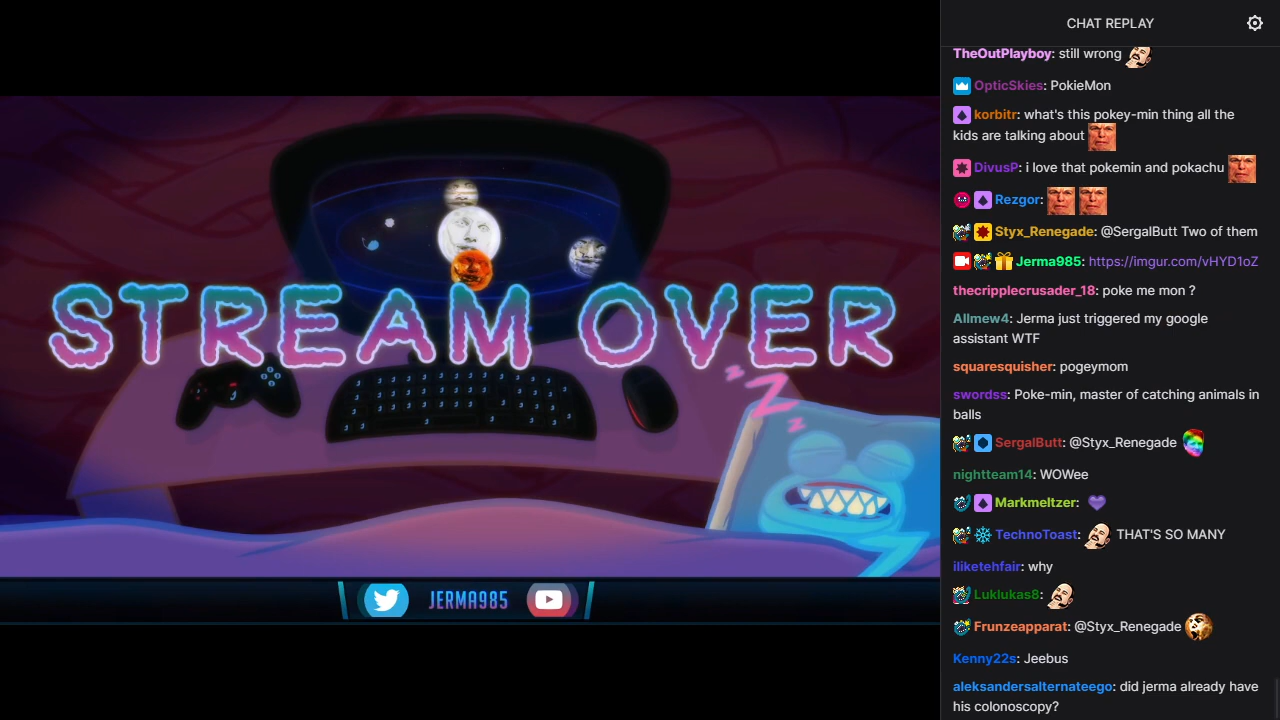 STREAM OVER
z
Z
z
JERMA985
CHAT REPLAY
TheOutPlayboy: still wrong
OpticSkies: PokieMon
korbitr: what's this pokey-min thing all the
kids are talking about
DivusP: i love that pokemin and pokachu
Rezgor:
Styx_Renegade: @SergalButt Two of them
Jerma985: https://imgur.com/vHYD1oZ
thecripplecrusader_18: poke me mon ?
Allmew4: Jerma just triggered my google
assistant WTF
squaresquisher: pogeymom
swordss: Poke-min, master of catching animals in
balls
SergalButt: @Styx_Renegade
nightteam14: WOWee
Markmeltzer:
TechnoToast: THAT'S SO MANY
iliketehfair: why
Luklukas8:
Frunzeapparat: @Styx_Renegade
Kenny22s: Jeebus
aleksandersalternateego: did jerma already have
his colonoscopy?